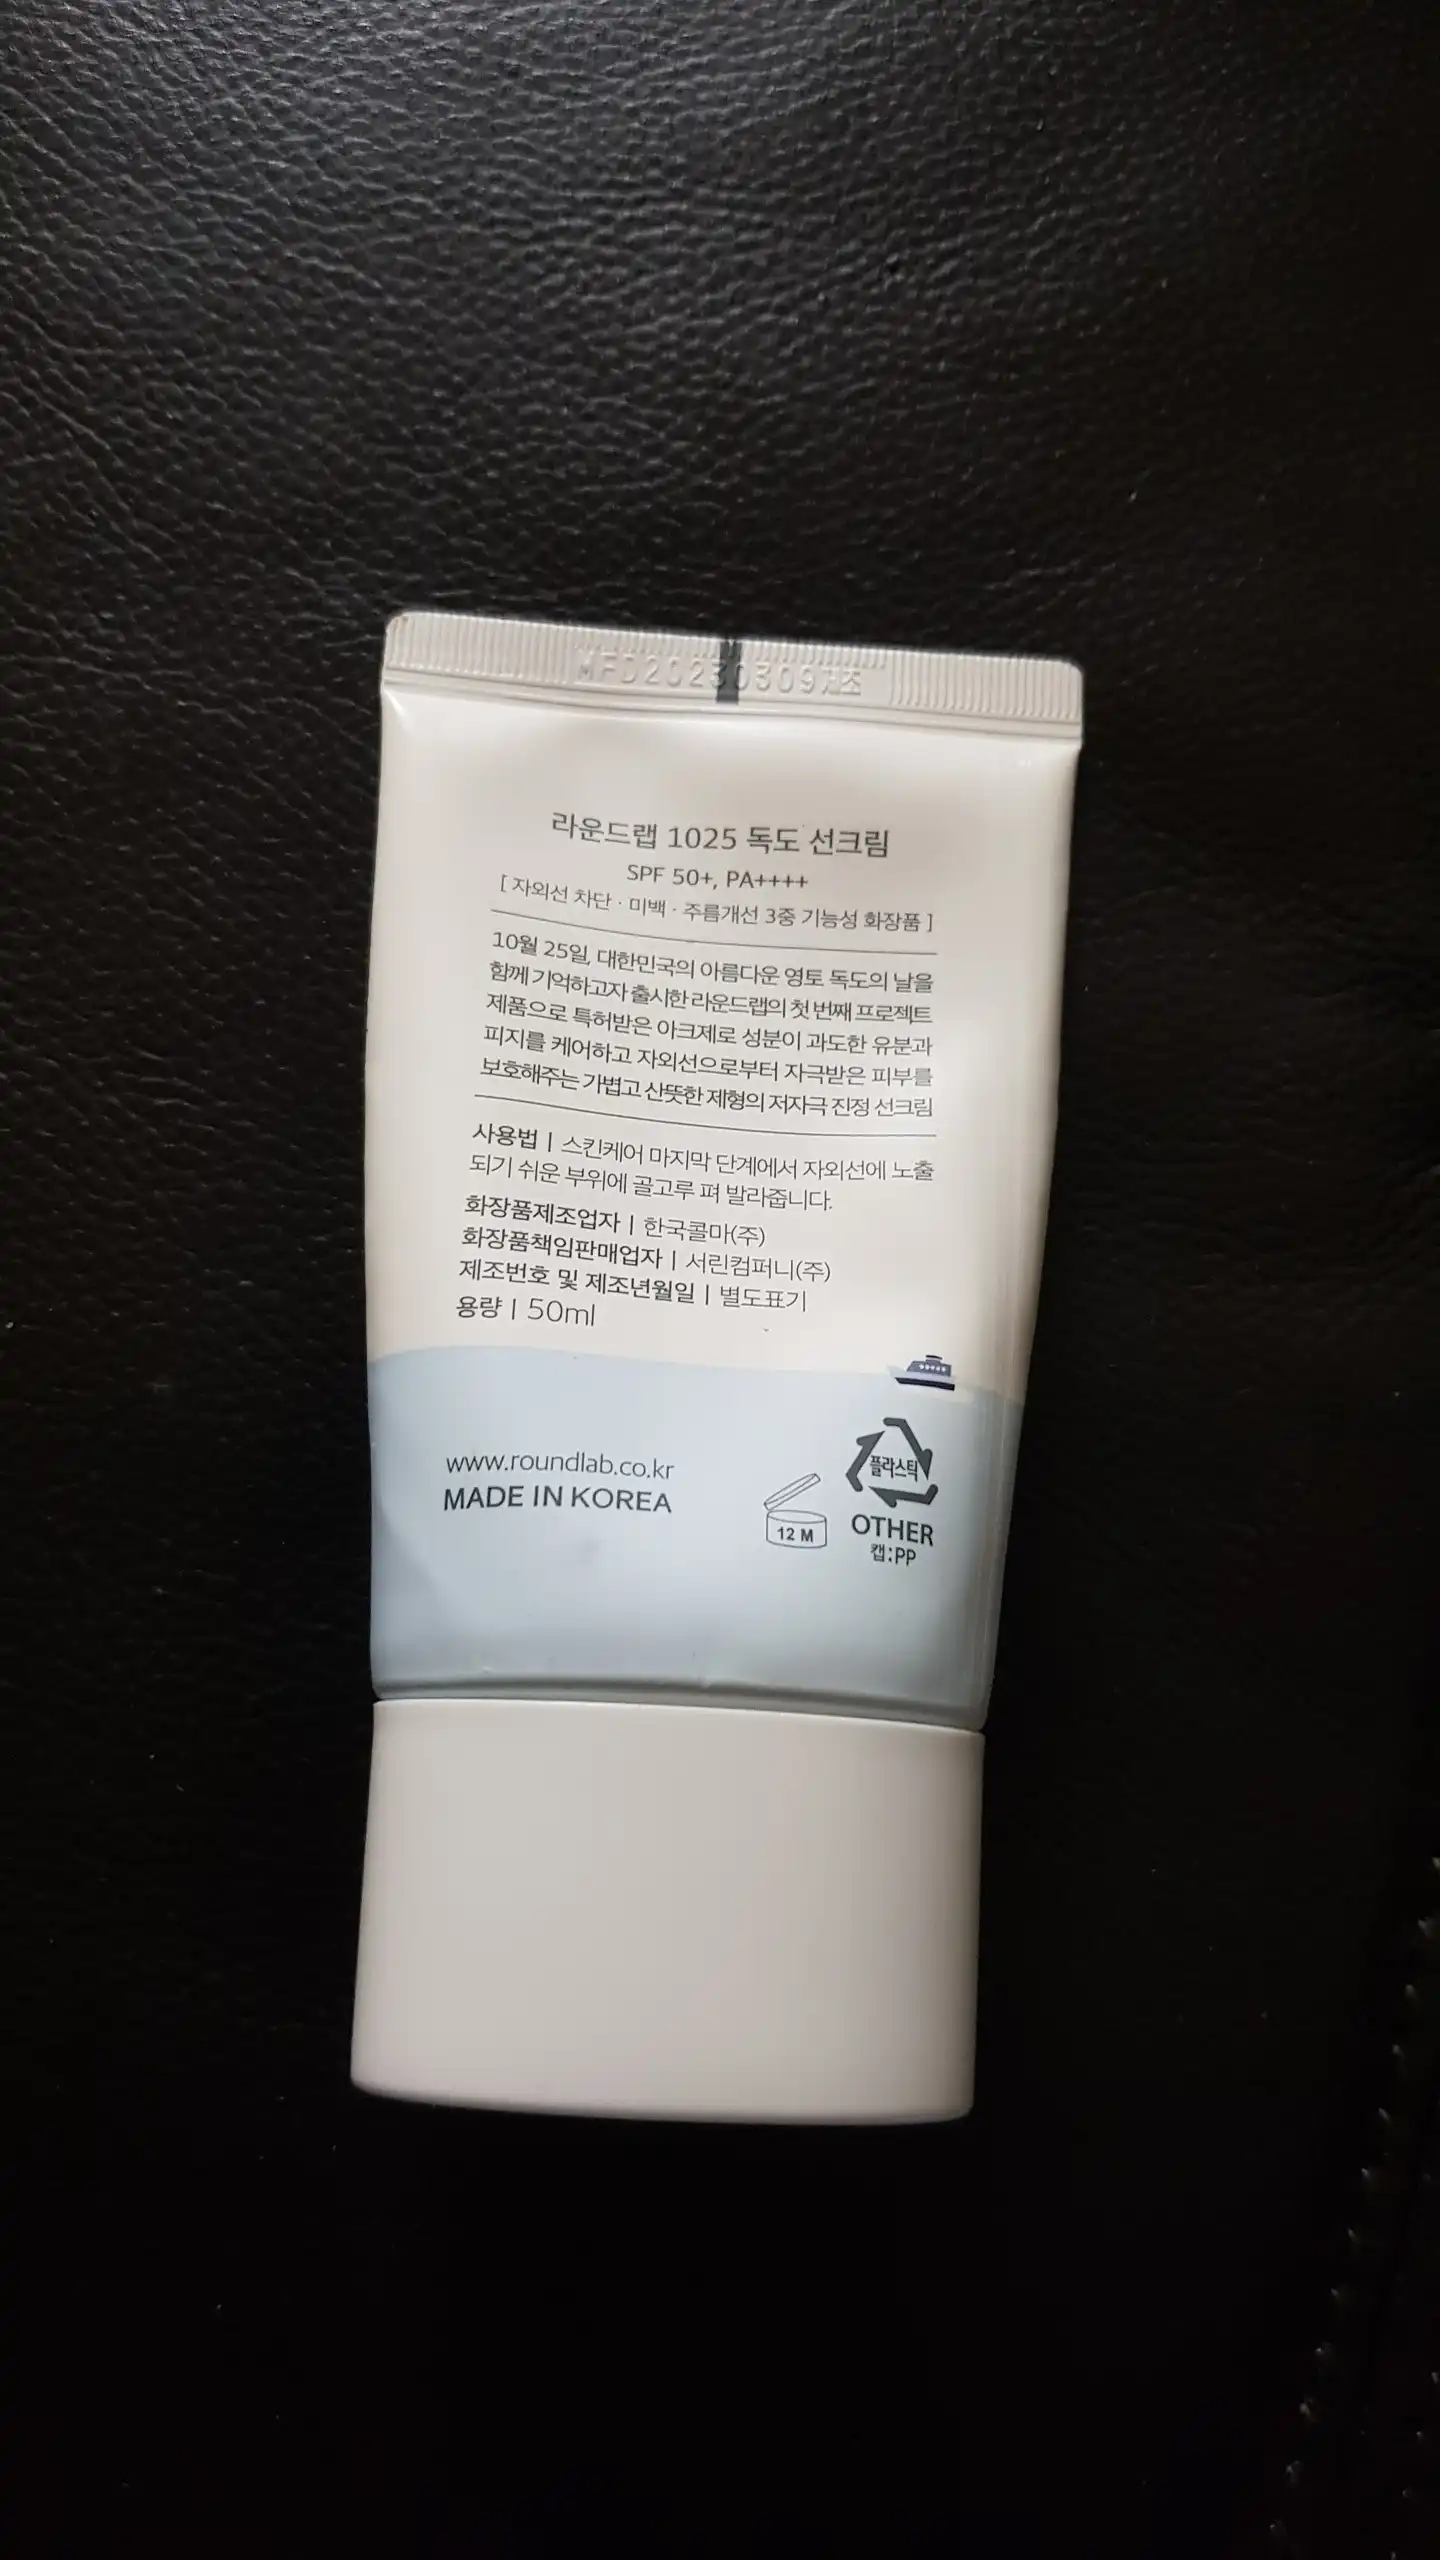 MFD20230309제조
라운드랩 1025 독도 선크림
SPF 50+, PA++++
[ 자외선 차단 · 미백 · 주름개선 3중 기능성 화장품 ]
10월 25일, 대한민국의 아름다운 영토 독도의 날을
함께 기억하고자 출시한 라운드랩의 첫 번째 프로젝트
제품으로 특허받은 아크제로 성분이 과도한 유분과
피지를 케어하고 자외선으로부터 자극받은 피부를
보호해주는 가볍고 산뜻한 제형의 저자극 진정 선크림
사용법 | 스킨케어 마지막 단계에서 자외선에 노출
되기 쉬운 부위에 골고루 펴 발라줍니다.
화장품제조업자 | 한국콜마(주)
화장품책임판매업자 | 서린컴퍼니(주)
제조번호 및 제조년월일 | 별도표기
용량 | 50ml
www.roundlab.co.kr
MADE IN KOREA
12 M
플라스틱
OTHER
캡:PP